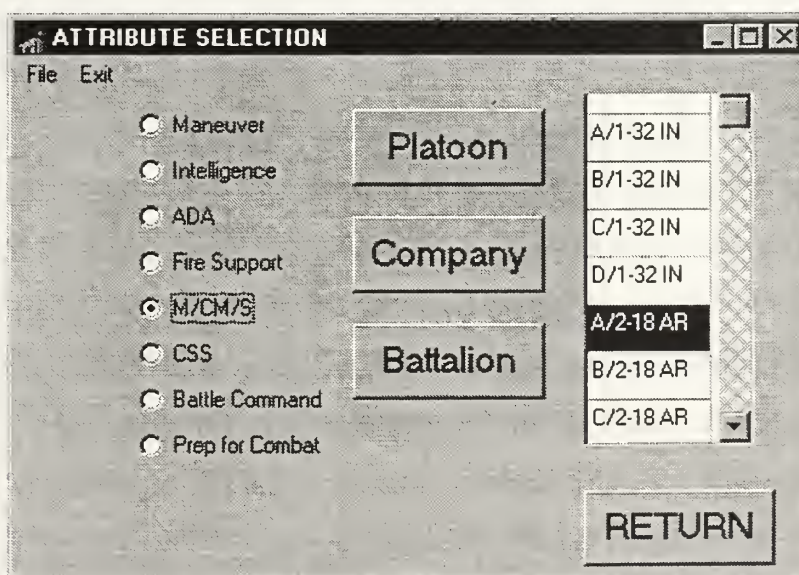 ATTRIBUTE SELECTION
File Exit
Maneuver
Intelligence
ADA
Fire Support
M/CM/S
CSS
Battle Command
Prep for Combat
Platoon
Company
Battalion
A/1-32 IN
B/1-32 IN
C/1-32 IN
D/1-32 IN
A/2-18 AR
B/2-18 AR
C/2-18 AR
RETURN